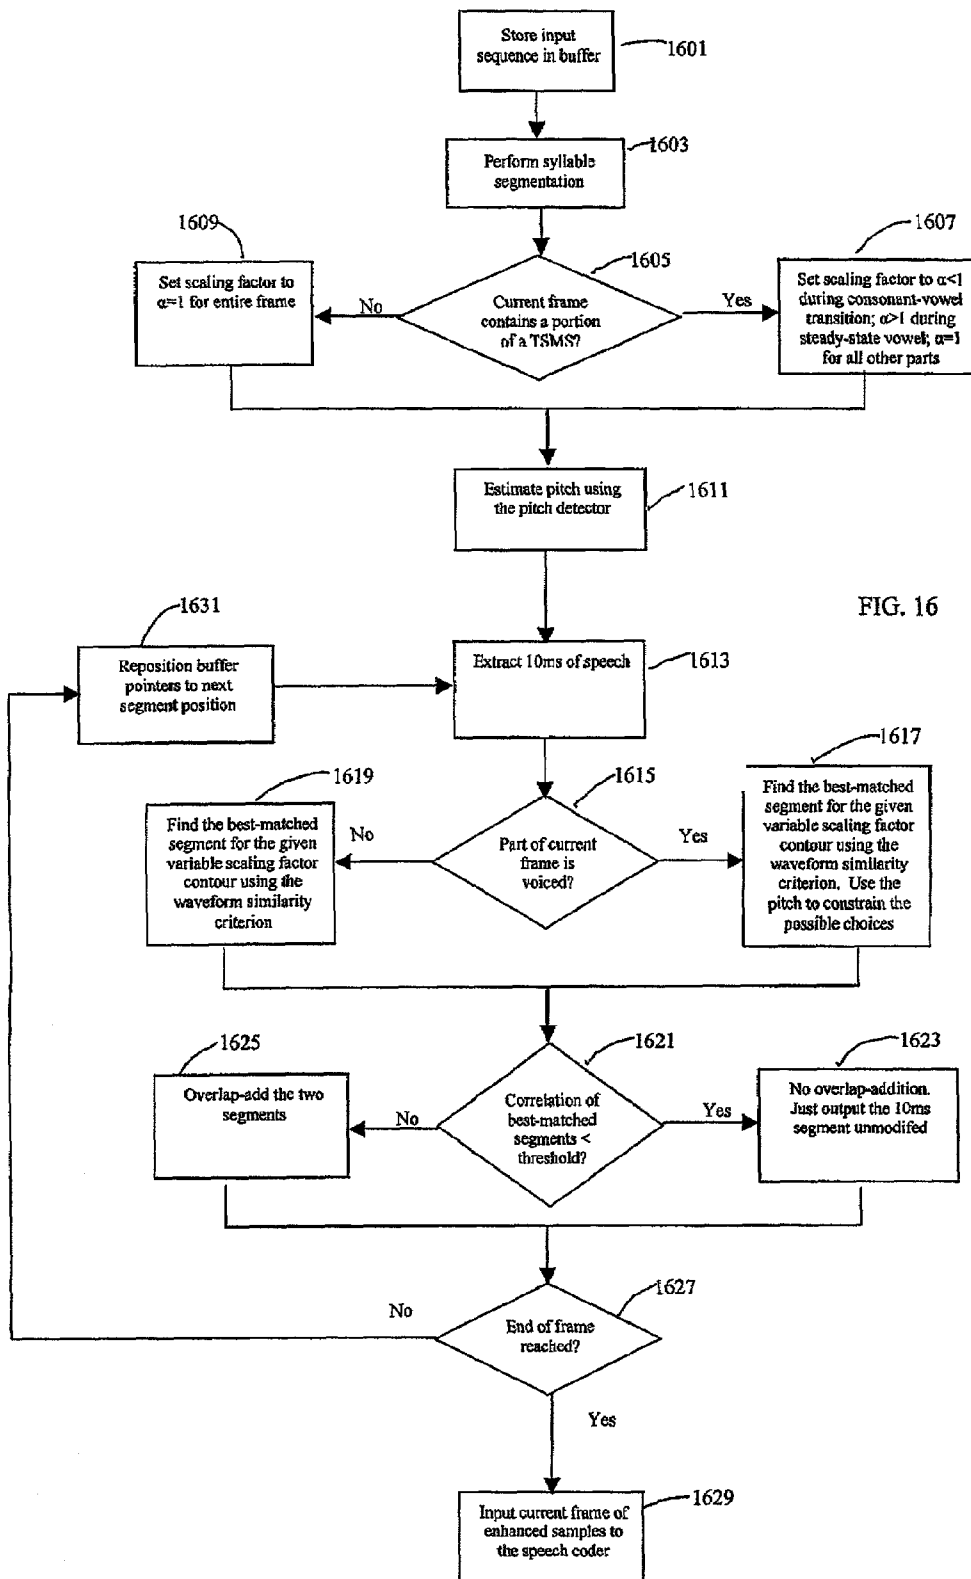 Store input
sequence in buffer
1601
Perform syllable
segmentation
1603
1609
Set scaling factor to
α=1 for entire frame
No
1605
Current frame
contains a portion
of a TSMS?
Yes
1607
Set scaling factor to α<1
during consonant-vowel
transition; α>1 during
steady-state vowel; α=1
for all other parts
Estimate pitch using
the pitch detector
1611
FIG. 16
1631
Reposition buffer
pointers to next
segment position
Extract 10ms of speech
1613
1619
Find the best-matched
segment for the given
variable scaling factor
contour using the
waveform similarity
criterion
No
1615
Part of current
frame is
voiced?
Yes
1617
Find the best-matched
segment for the given
variable scaling factor
contour using the
waveform similarity
criterion. Use the
pitch to constrain the
possible choices
1625
Overlap-add the two
segments
No
1621
Correlation of
best-matched
segments <
threshold?
Yes
1623
No overlap-addition.
Just output the 10ms
segment unmodifed
No
1627
End of frame
reached?
Yes
1629
Input current frame of
enhanced samples to
the speech coder